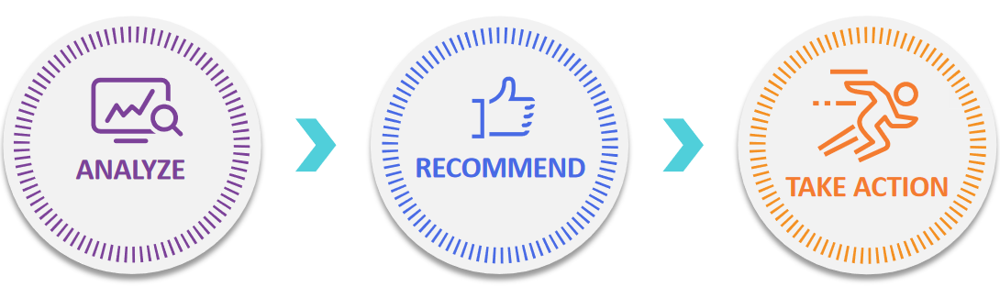 ANALYZE
RECOMMEND
TAKE ACTION